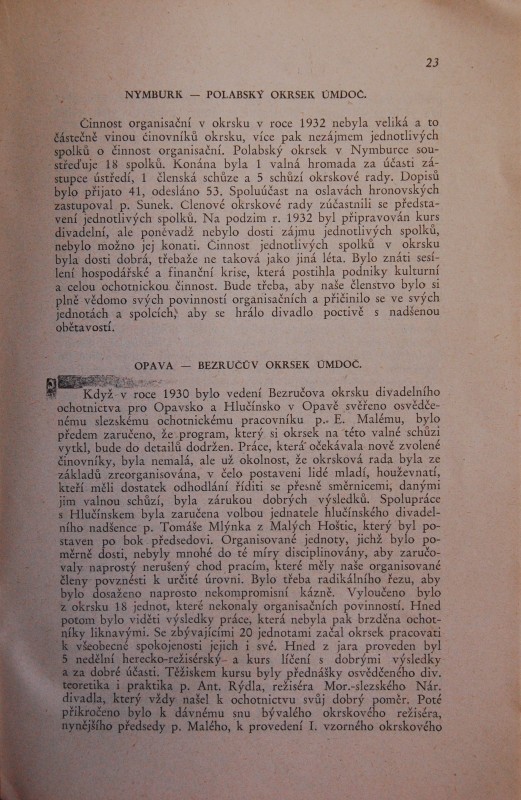 23
NYMBURK — POLABSKÝ OKRSEK ÚMDOČ.
Činnost organisační v okrsku v roce 1932 nebyla veliká a to
částečně vinou činovníků okrsku, více pak nezájmem jednotlivých
spolků o činnost organisační. Polabský okrsek v Nymburce sou-
střeďuje 18 spolků. Konána byla 1 valná hromada za účasti zá-
stupce ústředí, 1 členská schůze a 5 schůzí okrskové rady. Dopisů
bylo přijato 41, odesláno 53. Spoluúčast na oslavách hronovských
zastupoval p. Sunek. Členové okrskové rady zúčastnili se předsta-
vení jednotlivých spolků. Na podzim r. 1932 byl připravován kurs
divadelní, ale poněvadž nebylo dosti zájmu jednotlivých spolků,
nebylo možno jej konati. Činnost jednotlivých spolků v okrsku
byla dosti dobrá, třebaže ne taková jako jiná léta. Bylo znáti sesí-
lení hospodářské a finanční krise, která postihla podniky kulturní
a celou ochotnickou činnost. Bude třeba, aby naše členstvo bylo si
plně vědomo svých povinností organisačních a přičinilo se ve svých
jednotách a spolcích, aby se hrálo divadlo poctivě s nadšenou
obětavostí.
OPAVA — BEZRUČŮV OKRSEK ÚMDOČ.
Když v roce 1930 bylo vedení Bezručova okrsku divadelního
ochotnictva pro Opavsko a Hlučínsko v Opavě svěřeno osvědče-
nému slezskému ochotnickému pracovníku p. E. Malému, bylo
předem zaručeno, že program, který si okrsek na této valné schůzi
vytkl, bude do detailů dodržen. Práce, která očekávala nově zvolené
činovníky, byla nemalá, ale už okolnost, že okrsková rada byla ze
základů zreorganisována, v čelo postaveni lidé mladí, houževnatí,
kteří měli dostatek odhodlání říditi se přesně směrnicemi, danými
jim valnou schůzí, byla zárukou dobrých výsledků. Spolupráce
s Hlučínskem byla zaručena volbou jednatele hlučínského divadel-
ního nadšence p. Tomáše Mlýnka z Malých Hoštic, který byl po-
staven po bok předsedovi. Organisované jednoty, jichž bylo po-
měrně dosti, nebyly mnohé do té míry disciplinovány, aby zaručo-
valy naprostý nerušený chod pracím, které měly naše organisované
členy povznésti k určité úrovni. Bylo třeba radikálního řezu, aby
bylo dosaženo naprosto nekompromisní kázně. Vyloučeno bylo
z okrsku 18 jednot, které nekonaly organisačních povinností. Hned
potom bylo viděti výsledky práce, která nebyla pak brzděna ochot-
níky liknavými. Se zbývajícími 20 jednotami začal okrsek pracovati
k všeobecné spokojenosti jejich i své. Hned z jara proveden byl
5 nedělní herecko-režisérský a kurs líčení s dobrými výsledky
a za dobré účasti. Těžiskem kursu byly přednášky osvědčeného div.
teoretika i praktika p. Ant. Rýdla, režiséra Mor.-slezského Nár.
divadla, který vždy našel k ochotnictvu svůj dobrý poměr. Poté
přikročeno bylo k dávnému snu bývalého okrskového režiséra,
nynějšího předsedy p. Malého, k provedení I. vzorného okrskového